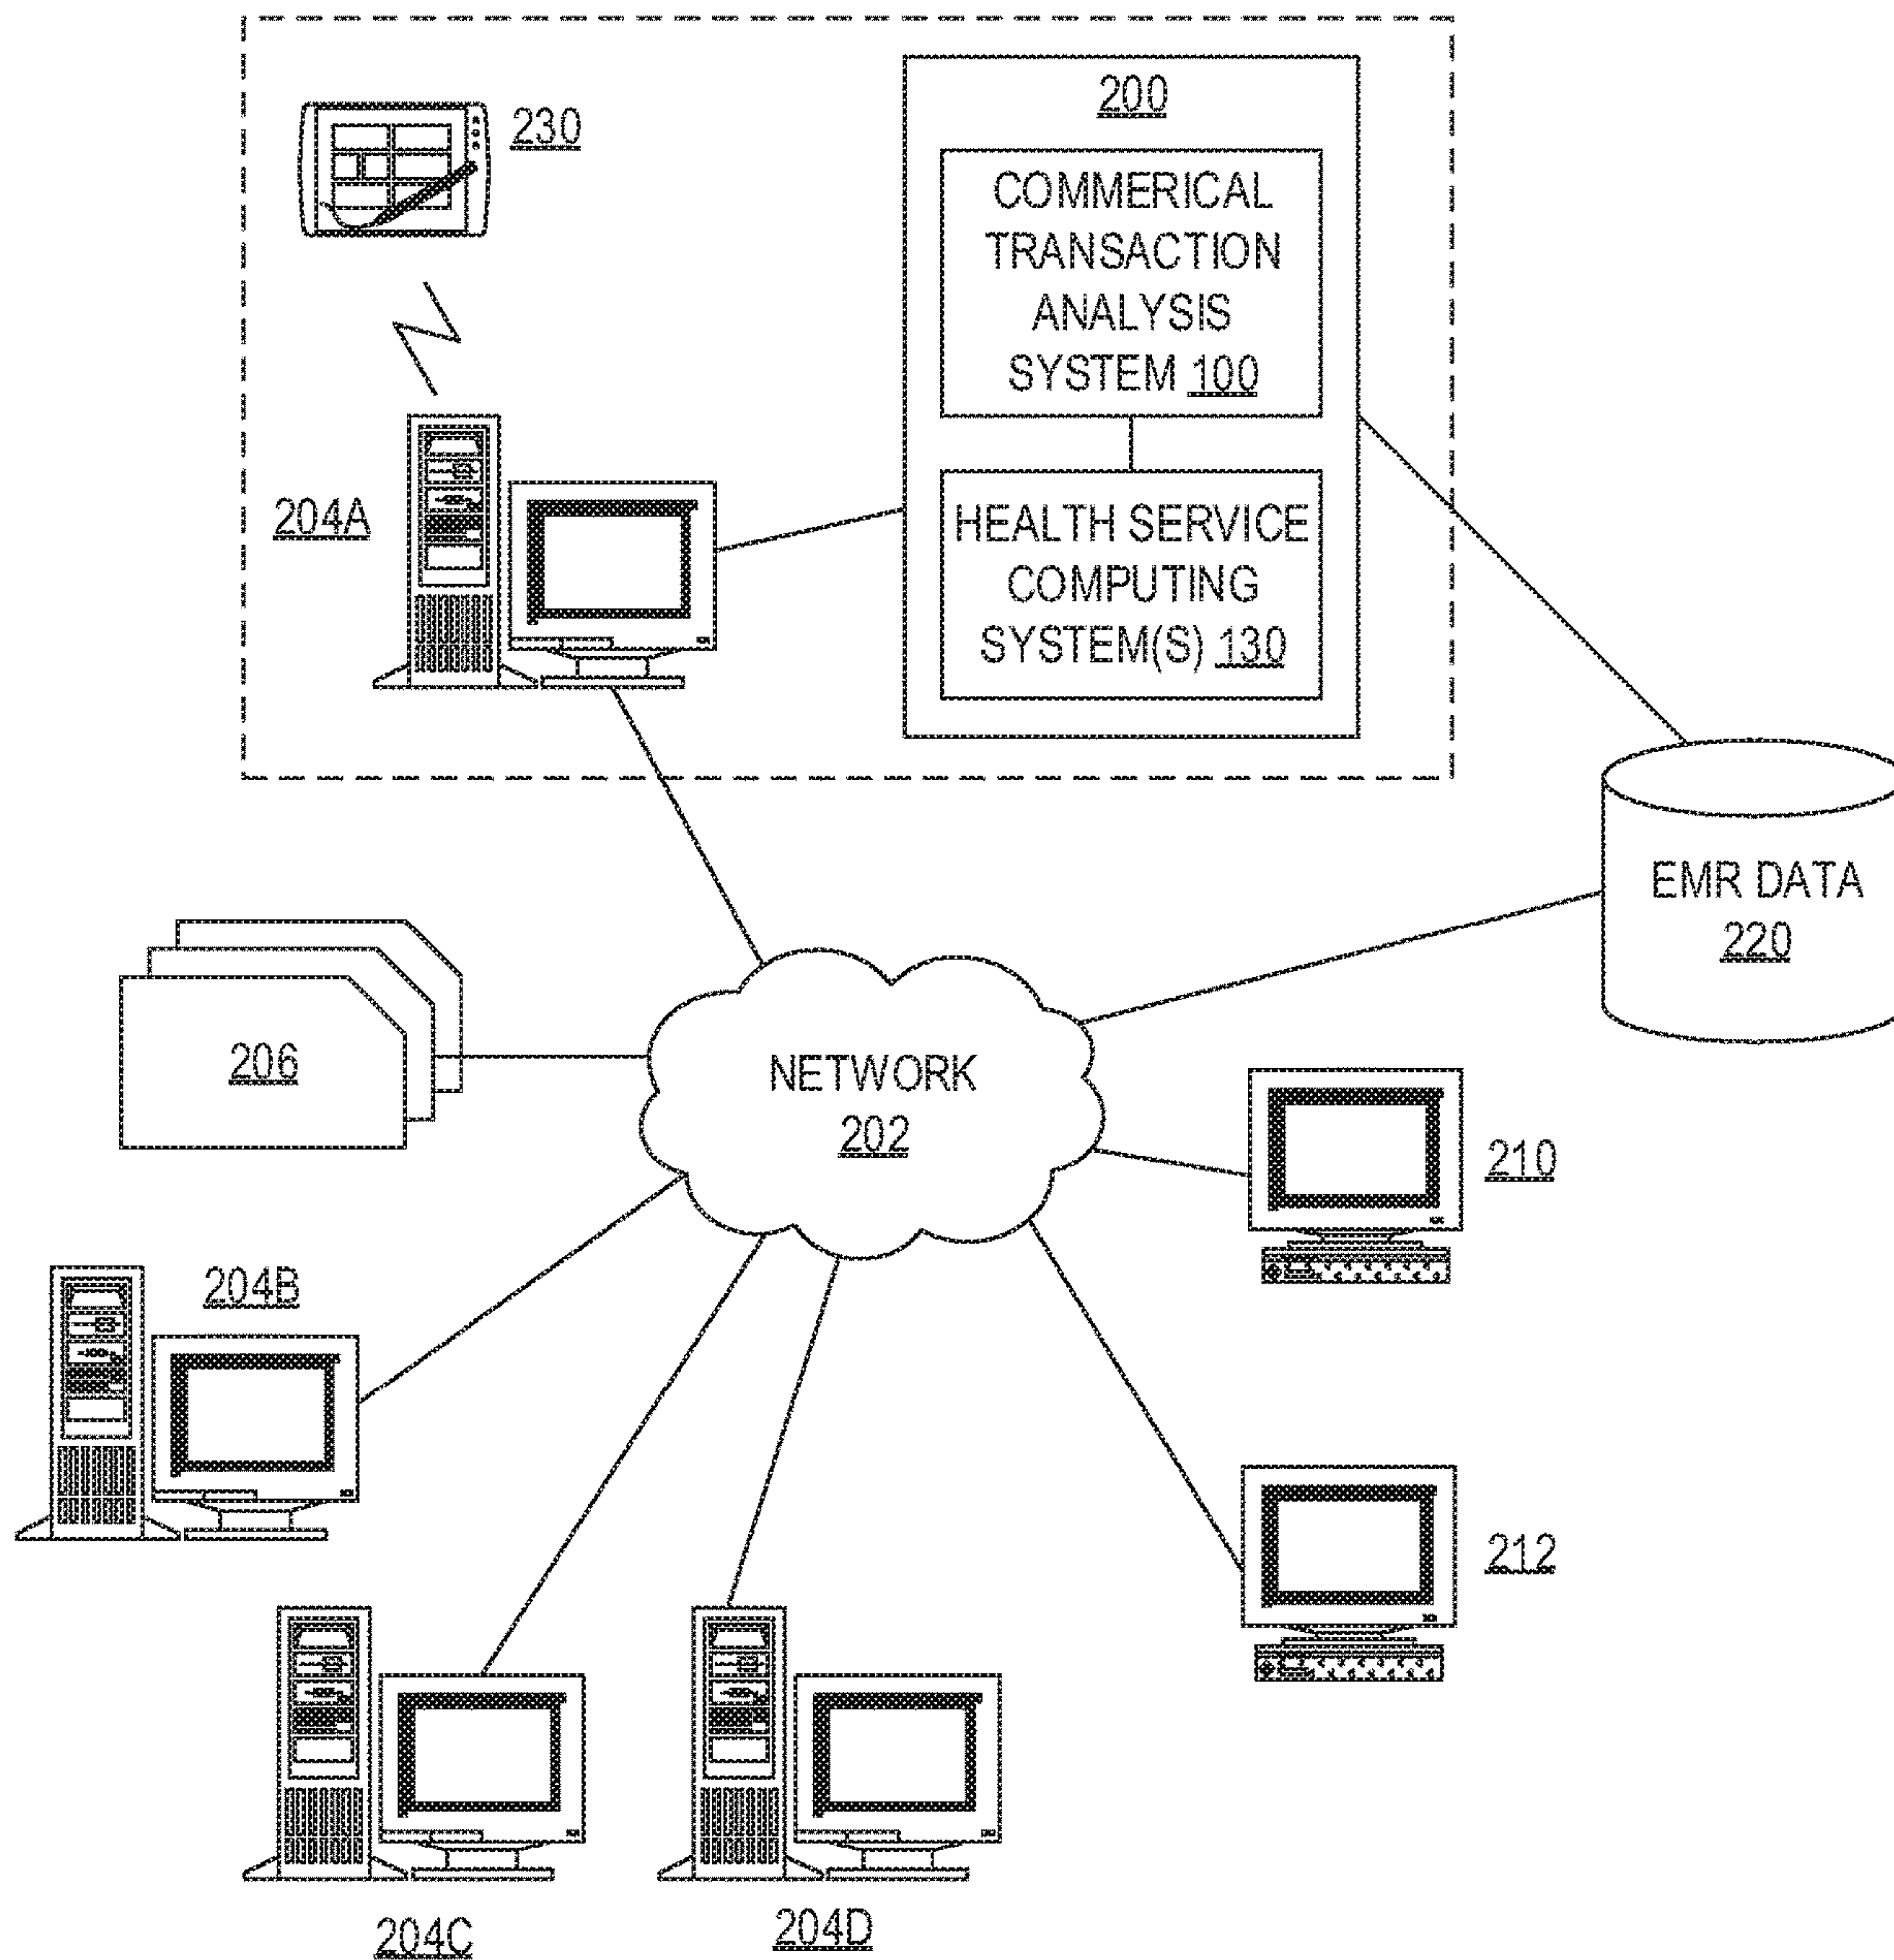 230
200
COMMERICAL
TRANSACTION
ANALYSIS
SYSTEM 100
204A
HEALTH SERVICE
COMPUTING
SYSTEM(S) 130
EMR DATA
220
206
NETWORK
202
210
204B
212
204C
204D